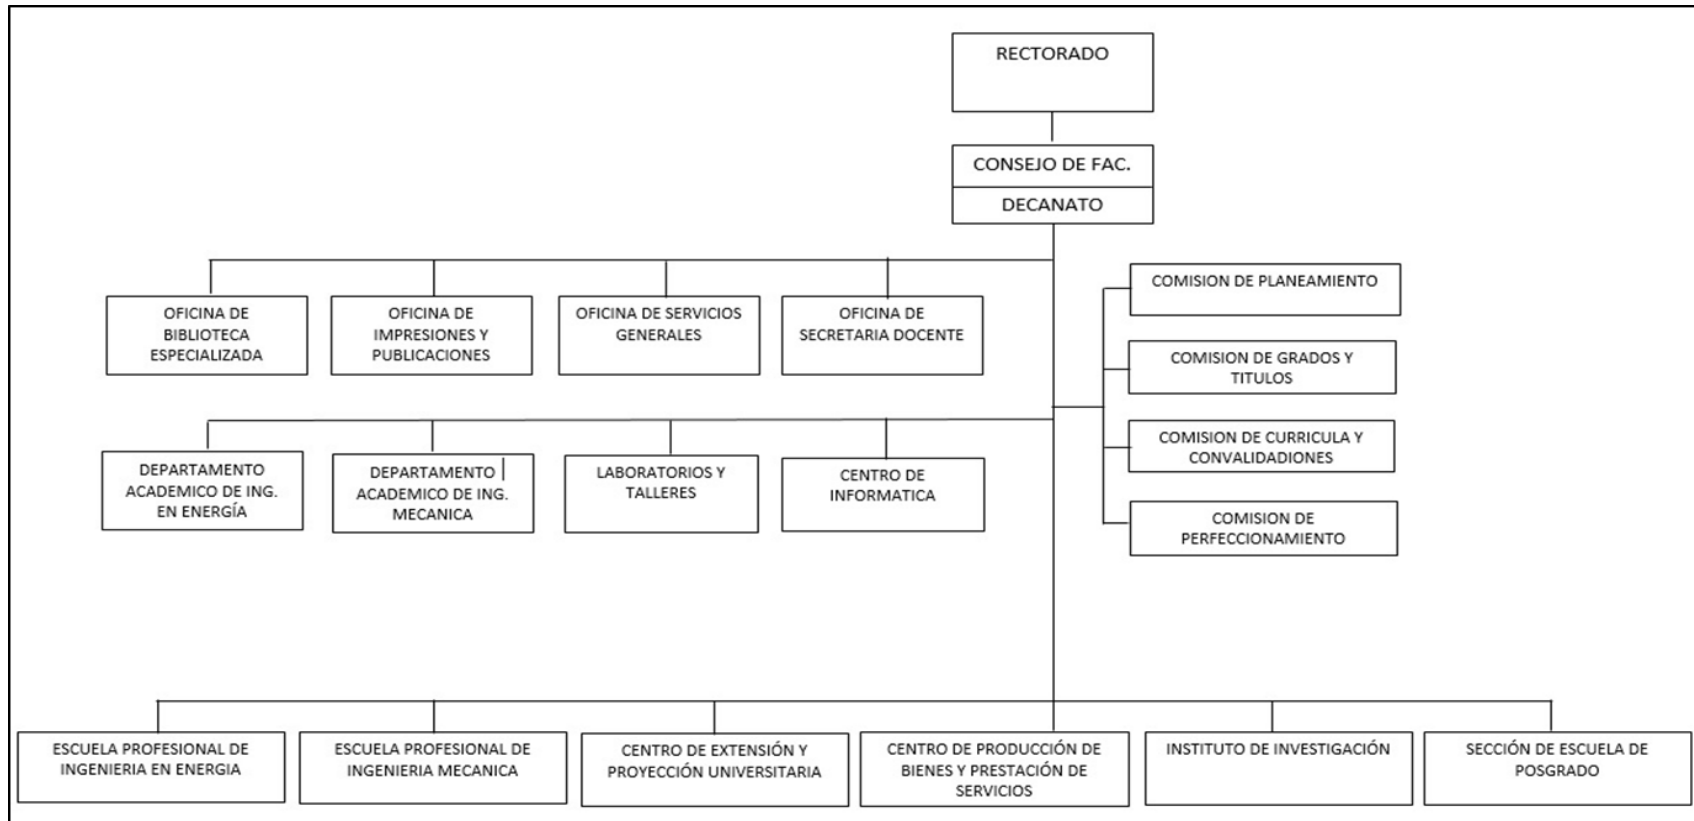 RECTORADO
CONSEJO DE FAC.
DECANATO
OFICINA DE
BIBLIOTECA
ESPECIALIZADA
OFICINA DE
IMPRESIONES Y
PUBLICACIONES
OFICINA DE SERVICIOS
GENERALES
OFICINA DE
SECRETARIA DOCENTE
COMISION DE PLANEAMIENTO
COMISION DE GRADOS Y
TITULOS
COMISION DE CURRICULA Y
CONVALIDADIONES
COMISION DE
PERFECCIONAMIENTO
DEPARTAMENTO
ACADEMICO DE ING.
EN ENERGÍA
DEPARTAMENTO
ACADEMICO DE ING.
MECANICA
LABORATORIOS Y
TALLERES
CENTRO DE
INFORMATICA
ESCUELA PROFESIONAL DE
INGENIERIA EN ENERGIA
ESCUELA PROFESIONAL DE
INGENIERIA MECANICA
CENTRO DE EXTENSIÓN Y
PROYECCIÓN UNIVERSITARIA
CENTRO DE PRODUCCIÓN DE
BIENES Y PRESTACIÓN DE
SERVICIOS
INSTITUTO DE INVESTIGACIÓN
SECCIÓN DE ESCUELA DE
POSGRADO